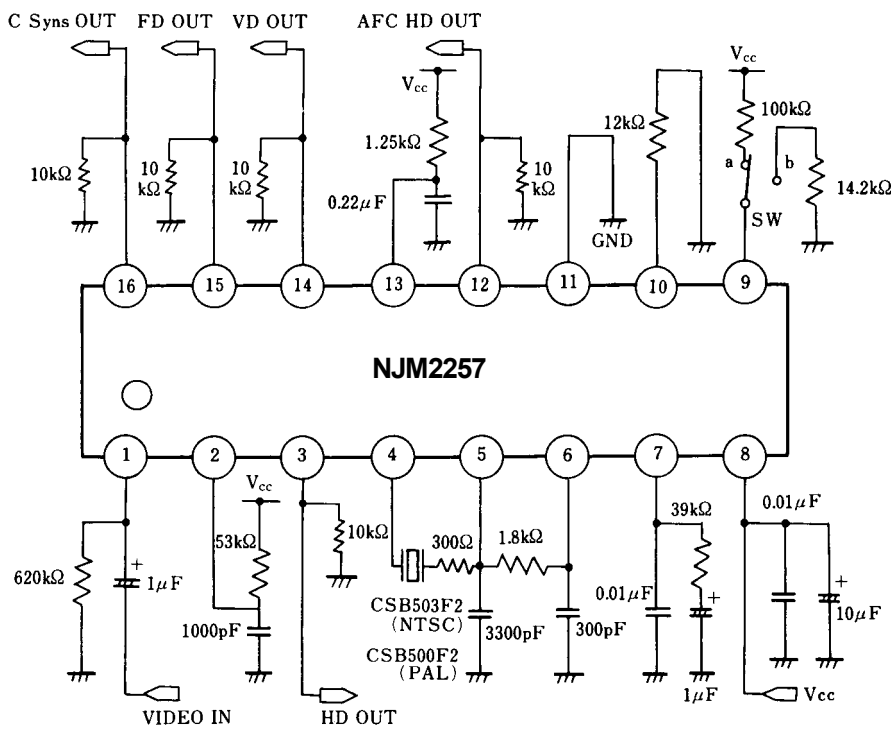 C Syns OUT FD OUT VD OUT AFC HD OUT
Vcc
Vcc
100kΩ
12kΩ
1.25kΩ
10kΩ
10
kΩ
10
kΩ
10
kΩ
a
b
14.2kΩ
0.22μF
SW
GND
16 15 14 13 12 11 10 9
NJM2257
1 2 3 4 5 6 7 8
Vcc
0.01μF
39kΩ
53kΩ
10kΩ
300Ω
1.8kΩ
620kΩ
+
1μF
+
+
10μF
0.01μF
CSB503F2
(NTSC)
3300pF
300pF
1000pF
CSB500F2
(PAL)
1μF
VIDEO IN
HD OUT
Vcc